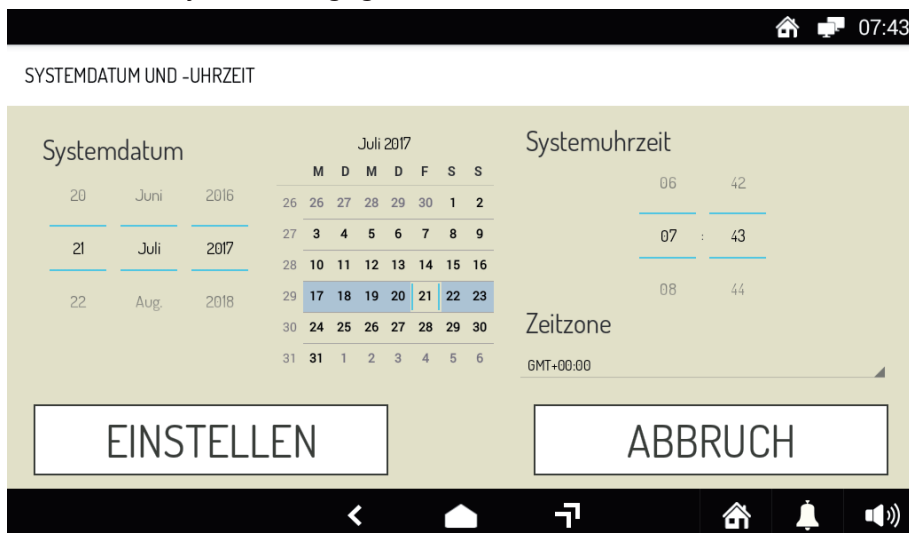 07:43
SYSTEMDATUM UND -UHRZEIT
Systemdatum
20 Juni 2016
21 Juli 2017
22 Aug. 2018
Juli 2017
M D M D F S S
26 26 27 28 29 30 1 2
27 3 4 5 6 7 8 9
28 10 11 12 13 14 15 16
29 17 18 19 20 21 22 23
30 24 25 26 27 28 29 30
31 31 1 2 3 4 5 6
Systemuhrzeit
06 42
07 : 43
08 44
Zeitzone
GMT+00:00
EINSTELLEN
ABBRUCH